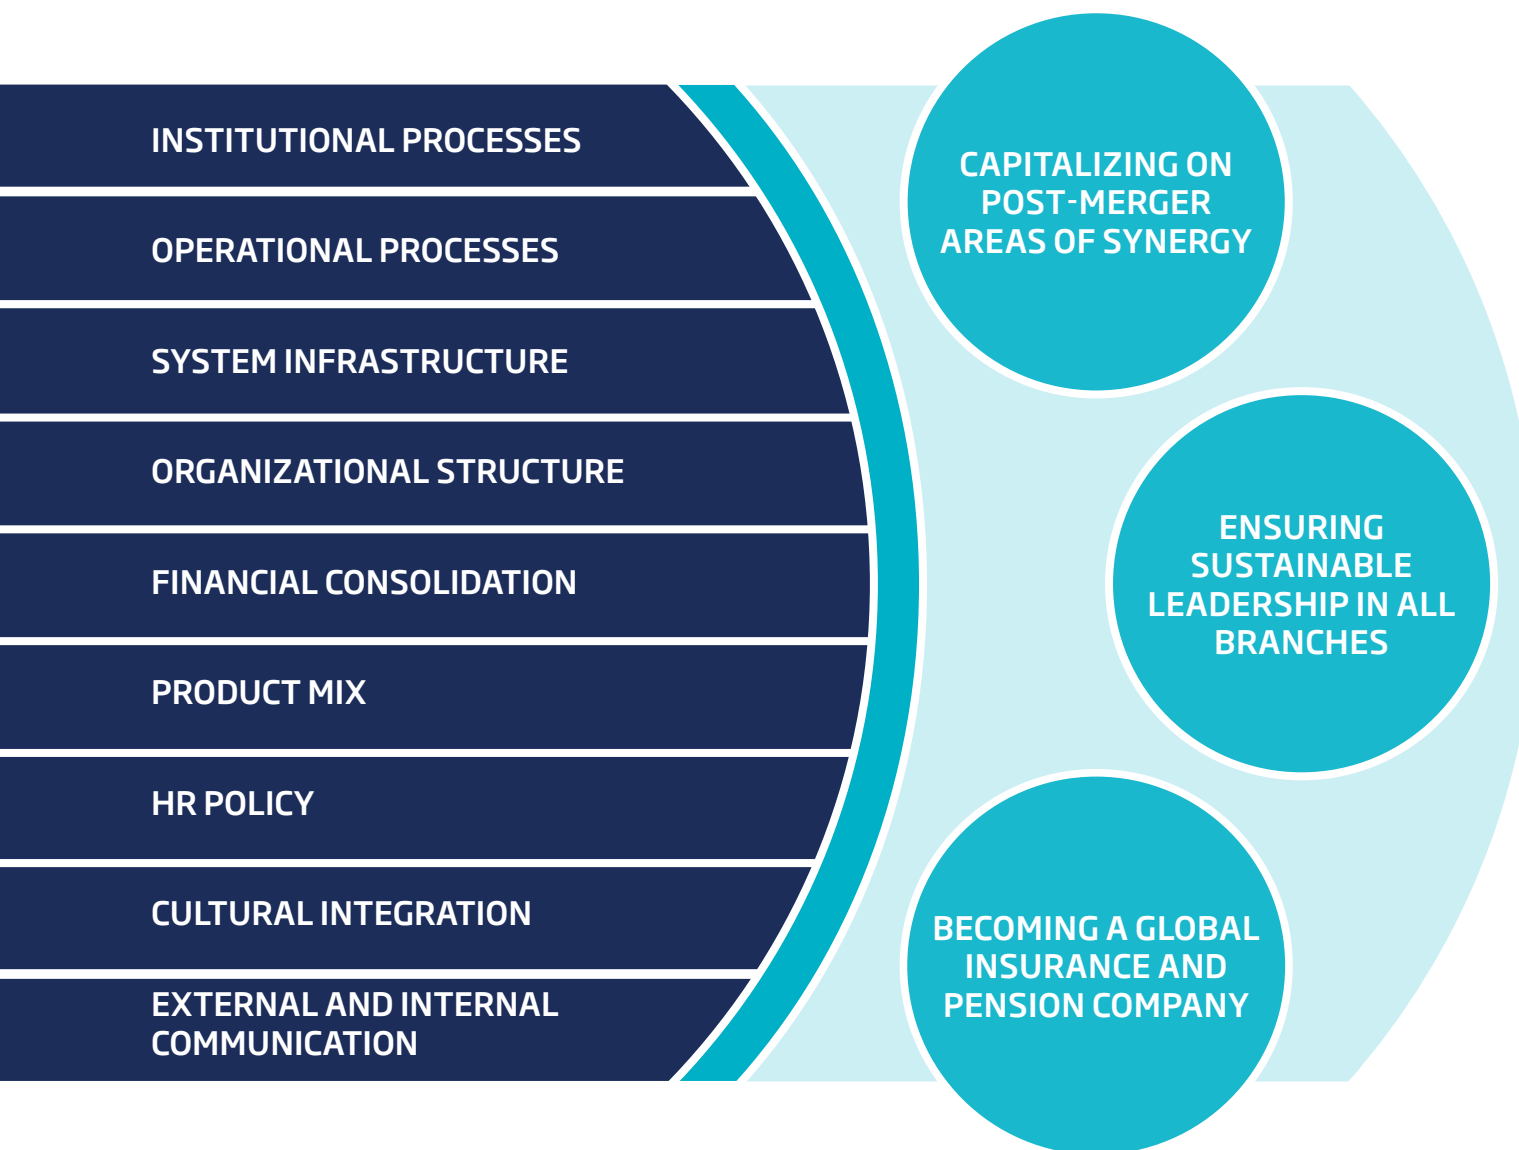 INSTITUTIONAL PROCESSES
OPERATIONAL PROCESSES
SYSTEM INFRASTRUCTURE
ORGANIZATIONAL STRUCTURE
FINANCIAL CONSOLIDATION
PRODUCT MIX
HR POLICY
CULTURAL INTEGRATION
EXTERNAL AND INTERNAL
COMMUNICATION
CAPITALIZING ON
POST-MERGER
AREAS OF SYNERGY
ENSURING
SUSTAINABLE
LEADERSHIP IN ALL
BRANCHES
BECOMING A GLOBAL
INSURANCE AND
PENSION COMPANY